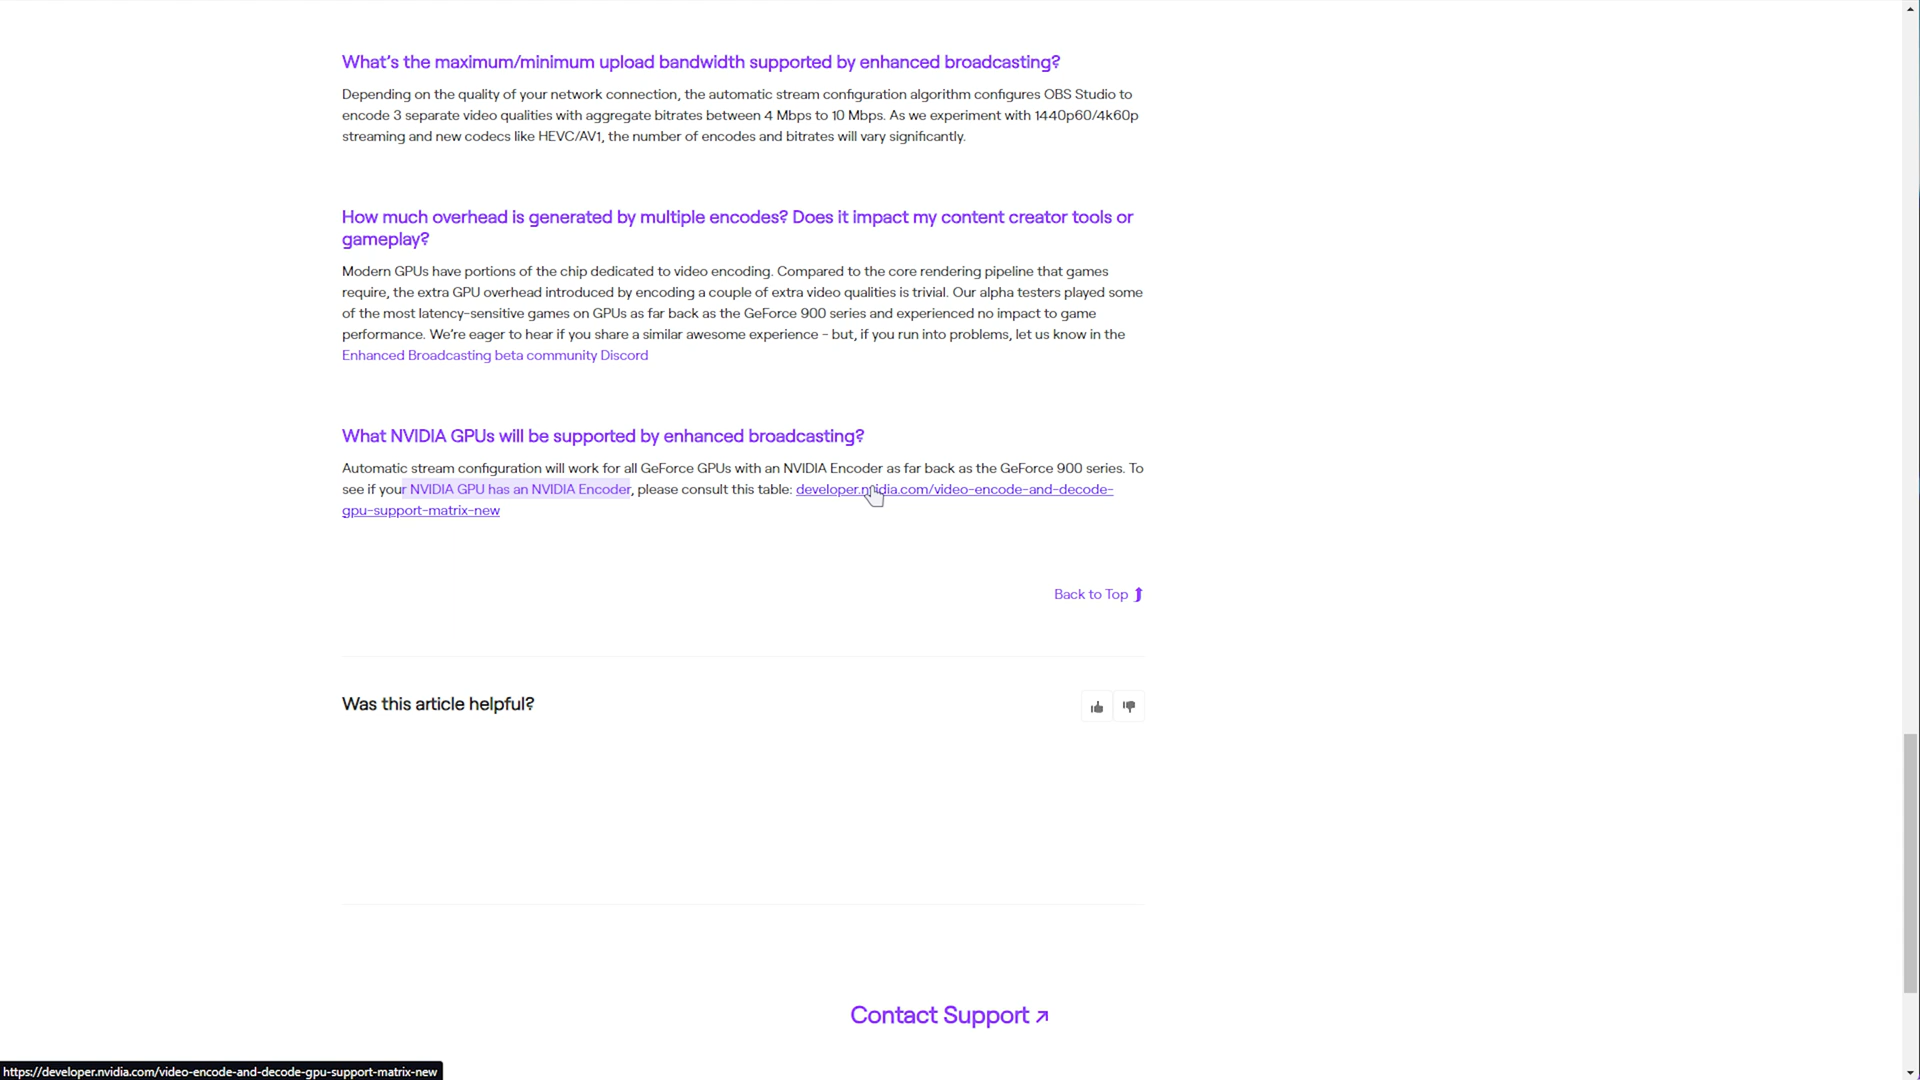 What's the maximum/minimum upload bandwidth supported by enhanced broadcasting?
Depending on the quality of your network connection, the automatic stream configuration algorithm configures OBS Studio to
encode 3 separate video qualities with aggregate bitrates between 4 Mbps to 10 Mbps. As we experiment with 1440p60/4k60p
streaming and new codecs like HEVC/AV1, the number of encodes and bitrates will vary significantly.
How much overhead is generated by multiple encodes? Does it impact my content creator tools or
gameplay?
Modern GPUs have portions of the chip dedicated to video encoding. Compared to the core rendering pipeline that games
require, the extra GPU overhead introduced by encoding a couple of extra video qualities is trivial. Our alpha testers played some
of the most latency-sensitive games on GPUs as far back as the GeForce 900 series and experienced no impact to game
performance. We're eager to hear if you share a similar awesome experience - but, if you run into problems, let us know in the
Enhanced Broadcasting beta community Discord
What NVIDIA GPUs will be supported by enhanced broadcasting?
Automatic stream configuration will work for all GeForce GPUs with an NVIDIA Encoder as far back as the GeForce 900 series. To
see if your NVIDIA GPU has an NVIDIA Encoder, please consult this table: developer.nvidia.com/video-encode-and-decode-
gpu-support-matrix-new
Back to Top
Was this article helpful?
Contact Support
https://developer.nvidia.com/video-encode-and-decode-gpu-support-matrix-new